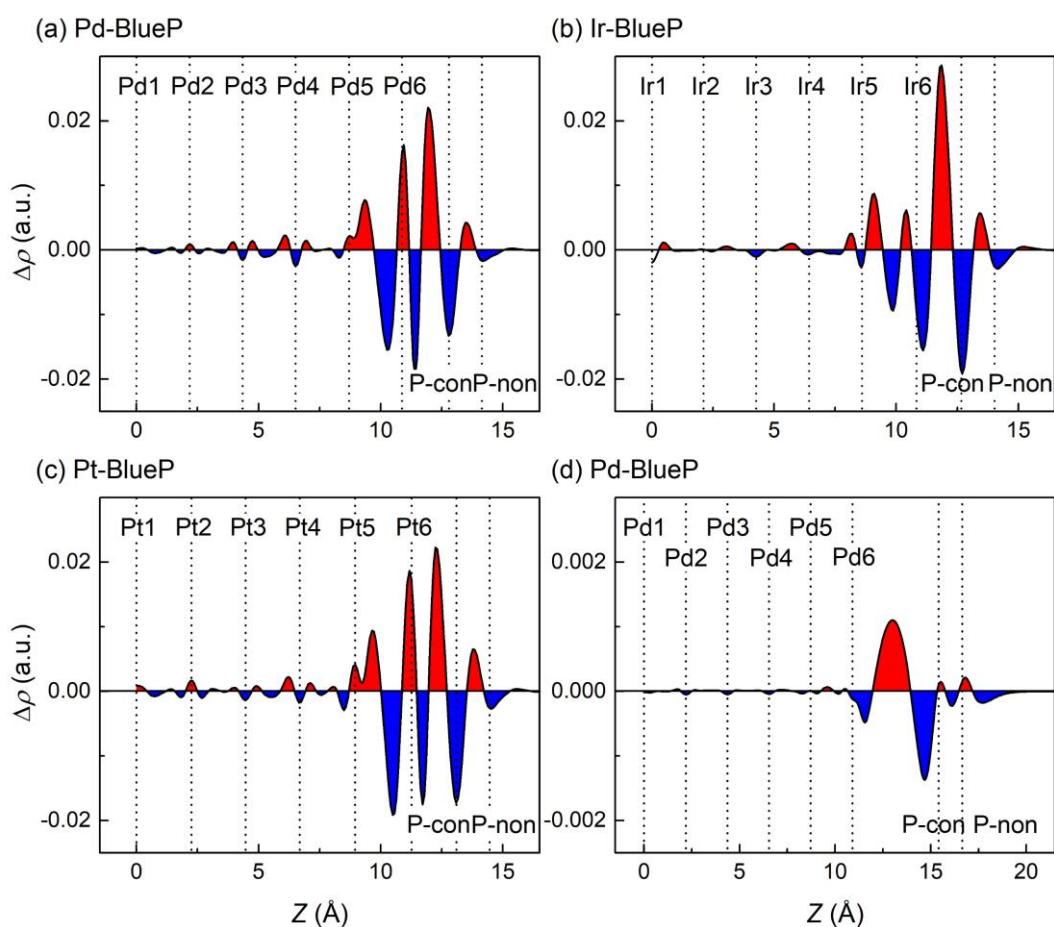 (a) Pd-BlueP
(b) Ir-BlueP
Pd1 Pd2 Pd3 Pd4 Pd5 Pd6
Ir1 Ir2 Ir3 Ir4 Ir5 Ir6
0.02
0.00
-0.02
Δρ (a.u.)
P-con P-non
0 5 10 15
0.02
0.00
-0.02
P-con P-non
0 5 10 15
(c) Pt-BlueP
(d) Pd-BlueP
Pt1 Pt2 Pt3 Pt4 Pt5 Pt6
0.02
0.00
-0.02
Δρ (a.u.)
P-con P-non
0 5 10 15
Z (Å)
Pd1 Pd3 Pd5
Pd2 Pd4 Pd6
0.002
0.000
-0.002
P-con P-non
0 5 10 15 20
Z (Å)